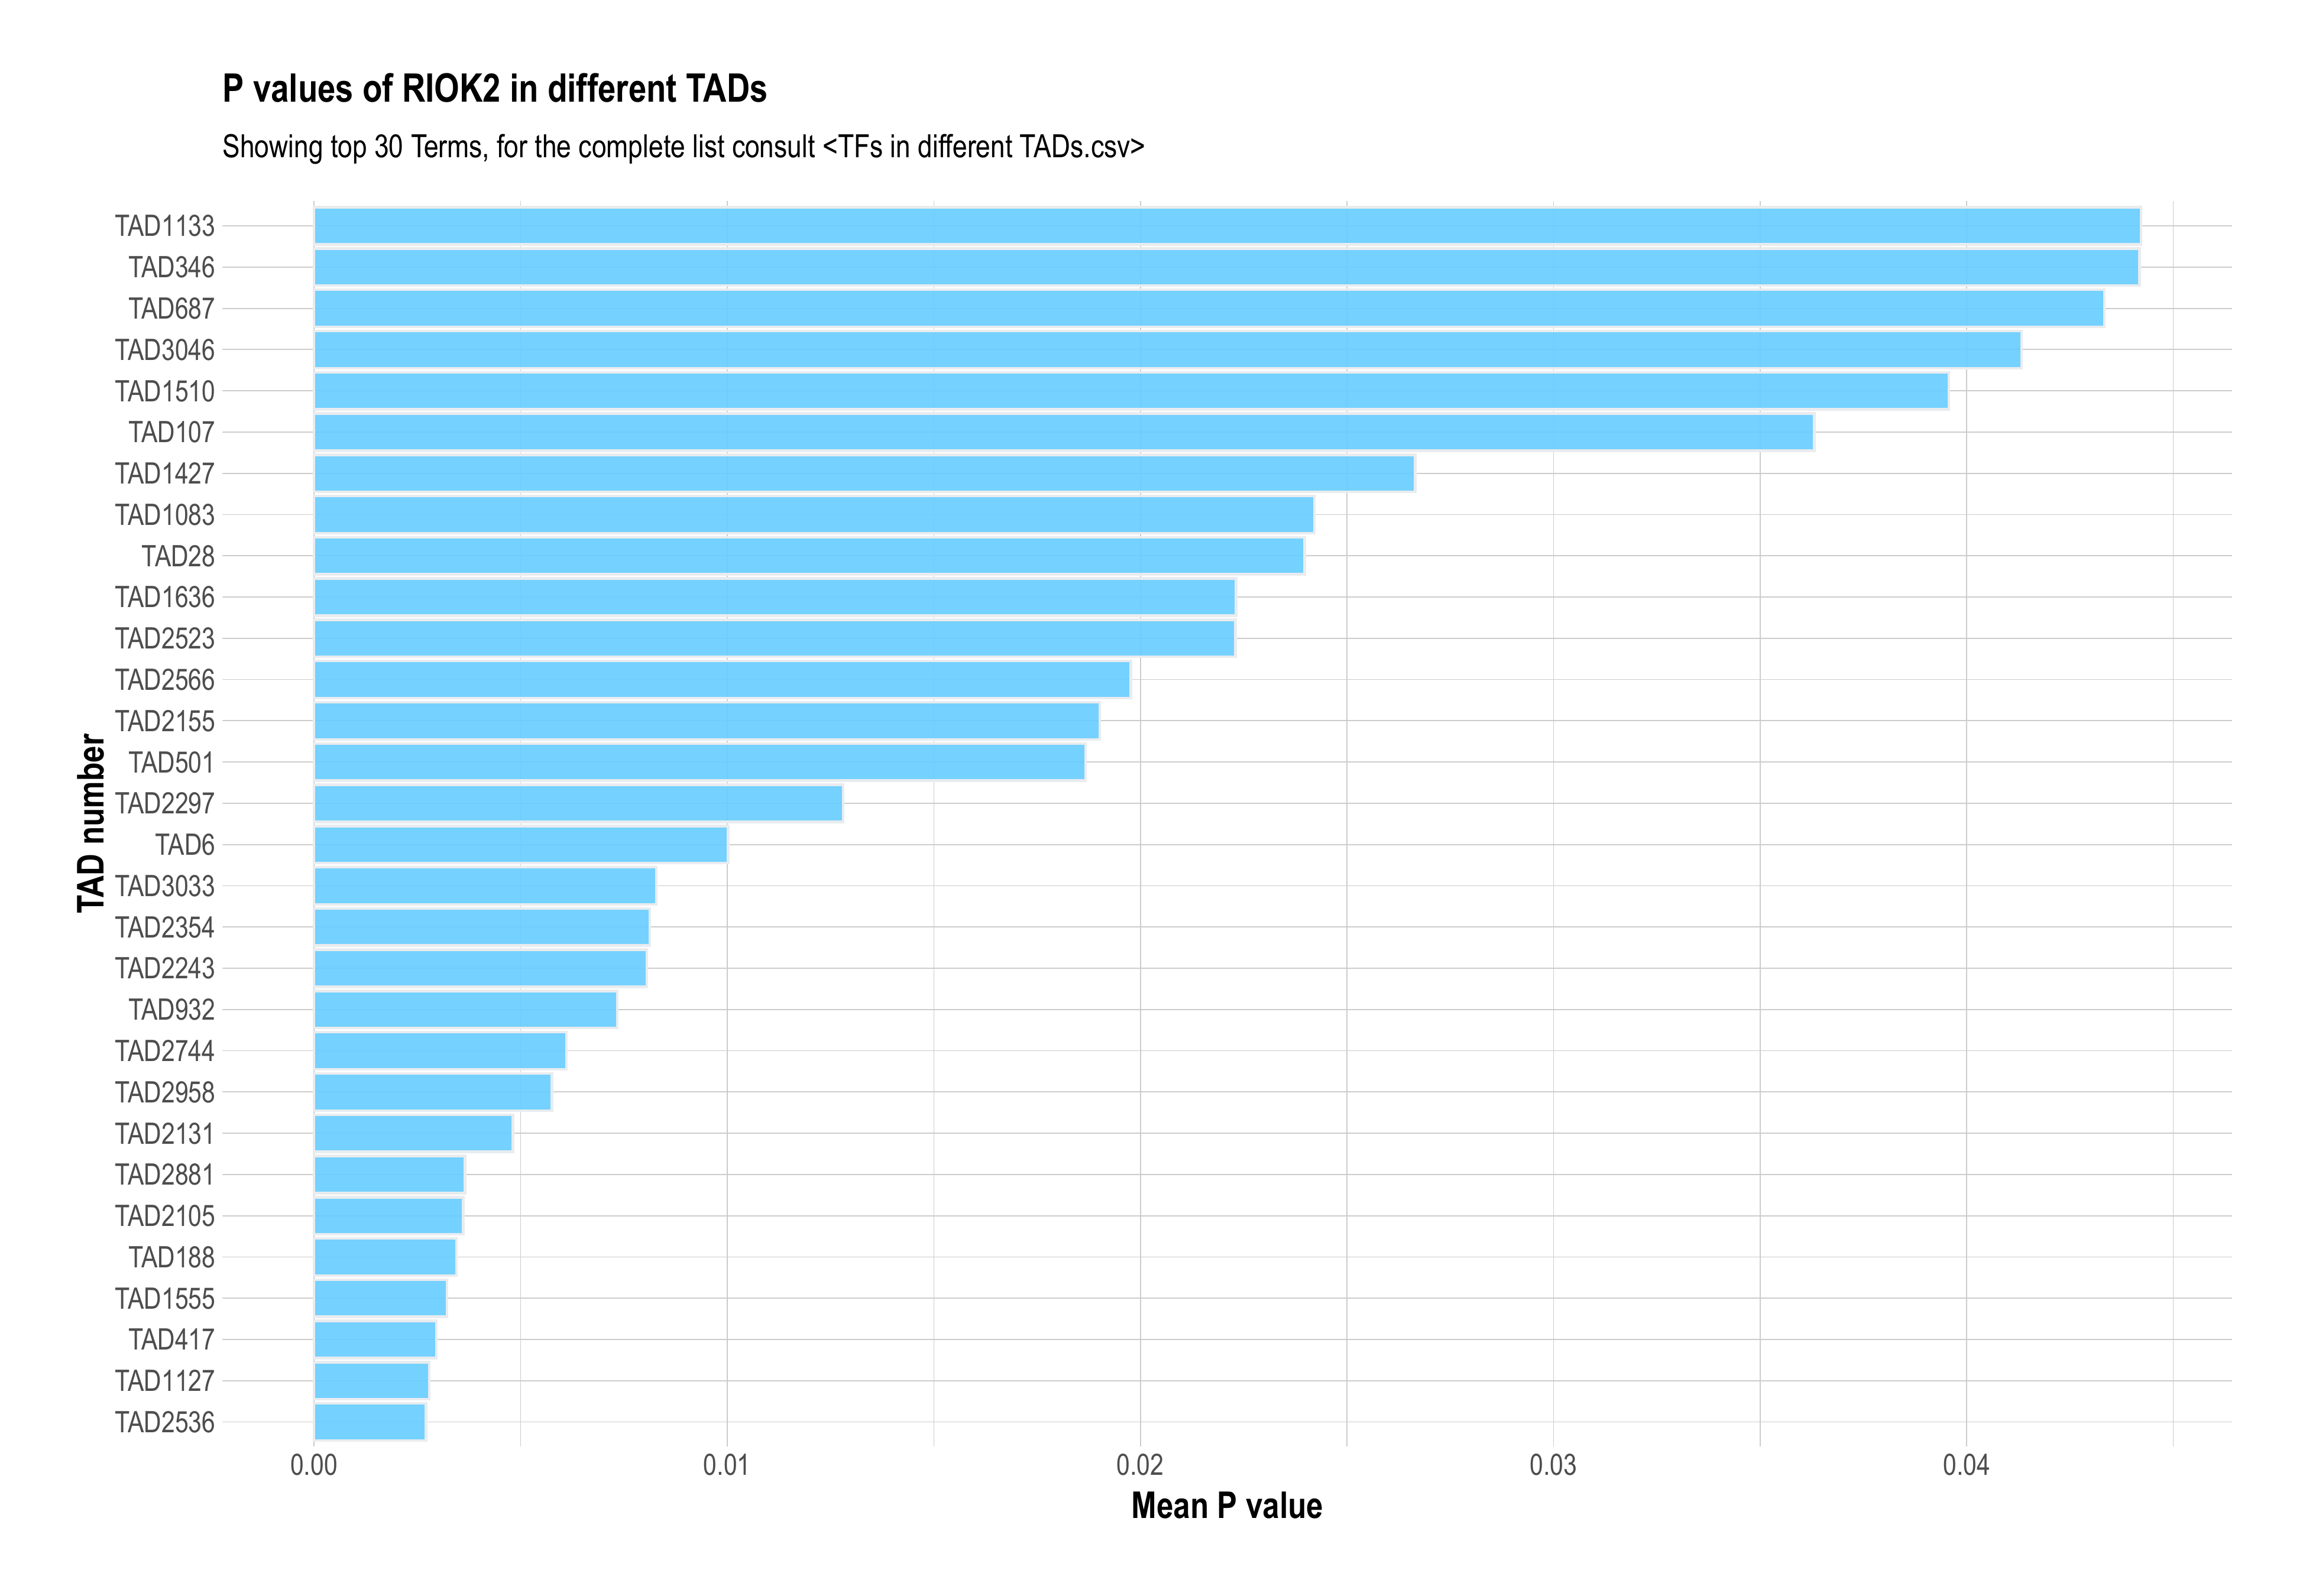 P values of RIOK2 in different TADs
Showing top 30 Terms, for the complete list consult <TFs in different TADs.csv>
TAD1133
TAD346
TAD687
TAD3046
TAD1510
TAD107
TAD1427
TAD1083
TAD28
TAD1636
TAD2523
TAD2566
TAD2155
TAD501
TAD2297
TAD6
TAD3033
TAD2354
TAD2243
TAD932
TAD2744
TAD2958
TAD2131
TAD2881
TAD2105
TAD188
TAD1555
TAD417
TAD1127
TAD2536
TAD number
0.00 0.01 0.02 0.03 0.04
Mean P value